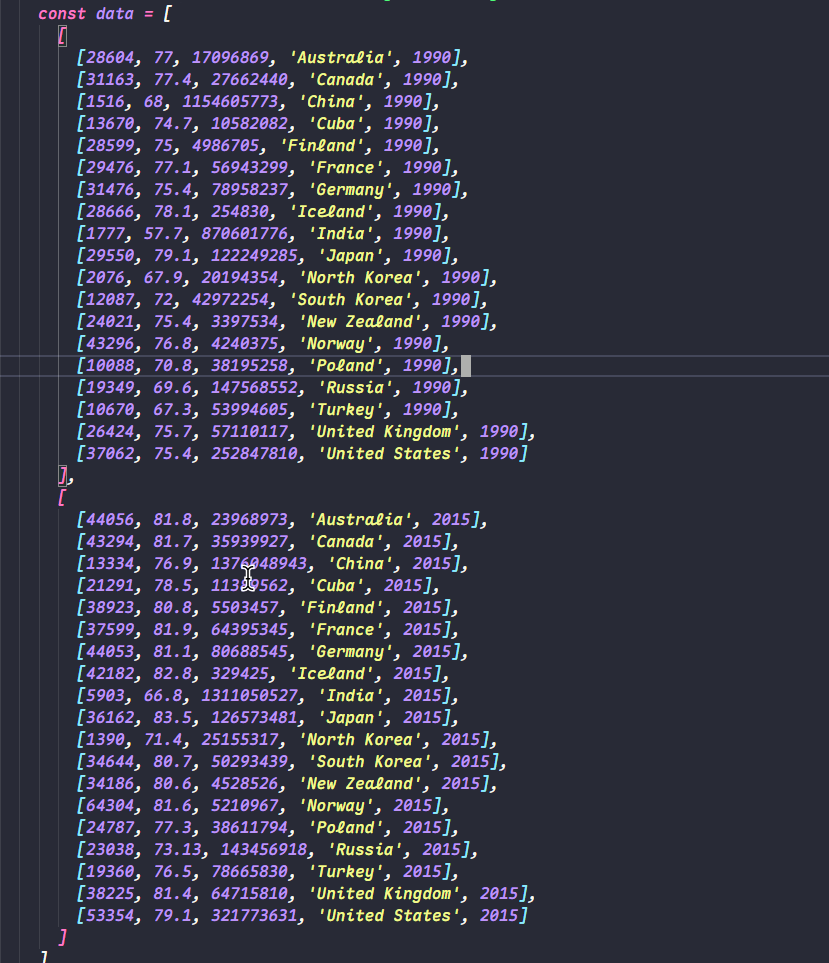 const data = [
[
[28604, 77, 17096869, 'Australia', 1990],
[31163, 77.4, 27662440, 'Canada', 1990],
[1516, 68, 1154605773, 'China', 1990],
[13670, 74.7, 10582082, 'Cuba', 1990],
[28599, 75, 4986705, 'Finland', 1990],
[29476, 77.1, 56943299, 'France', 1990],
[31476, 75.4, 78958237, 'Germany', 1990],
[28666, 78.1, 254830, 'Iceland', 1990],
[1777, 57.7, 870601776, 'India', 1990],
[29550, 79.1, 122249285, 'Japan', 1990],
[2076, 67.9, 20194354, 'North Korea', 1990],
[12087, 72, 42972254, 'South Korea', 1990],
[24021, 75.4, 3397534, 'New Zealand', 1990],
[43296, 76.8, 4240375, 'Norway', 1990],
[10088, 70.8, 38195258, 'Poland', 1990],
[19349, 69.6, 147568552, 'Russia', 1990],
[10670, 67.3, 53994605, 'Turkey', 1990],
[26424, 75.7, 57110117, 'United Kingdom', 1990],
[37062, 75.4, 252847810, 'United States', 1990]
],
[
[44056, 81.8, 23968973, 'Australia', 2015],
[43294, 81.7, 35939927, 'Canada', 2015],
[13334, 76.9, 1376048943, 'China', 2015],
[21291, 78.5, 11389562, 'Cuba', 2015],
[38923, 80.8, 5503457, 'Finland', 2015],
[37599, 81.9, 64395345, 'France', 2015],
[44053, 81.1, 80688545, 'Germany', 2015],
[42182, 82.8, 329425, 'Iceland', 2015],
[5903, 66.8, 1311050527, 'India', 2015],
[36162, 83.5, 126573481, 'Japan', 2015],
[1390, 71.4, 25155317, 'North Korea', 2015],
[34644, 80.7, 50293439, 'South Korea', 2015],
[34186, 80.6, 4528526, 'New Zealand', 2015],
[64304, 81.6, 5210967, 'Norway', 2015],
[24787, 77.3, 38611794, 'Poland', 2015],
[23038, 73.13, 143456918, 'Russia', 2015],
[19360, 76.5, 78665830, 'Turkey', 2015],
[38225, 81.4, 64715810, 'United Kingdom', 2015],
[53354, 79.1, 321773631, 'United States', 2015]
]
]